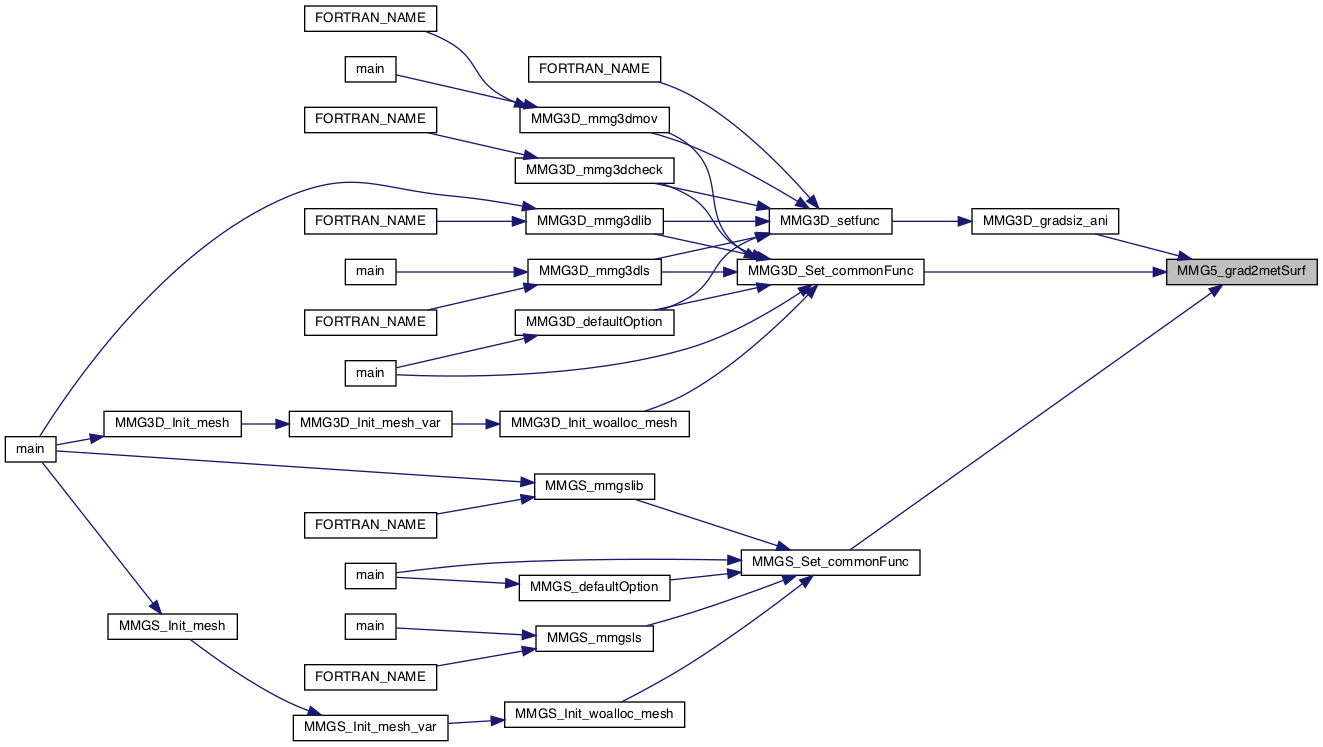 FORTRAN_NAME
main
FORTRAN_NAME
FORTRAN_NAME
MMG3D_mmg3dmov
MMG3D_mmg3dcheck
FORTRAN_NAME
MMG3D_mmg3dlib
MMG3D_setfunc
MMG3D_gradsiz_ani
main
MMG3D_mmg3dls
MMG3D_Set_commonFunc
MMG5_grad2metSurf
FORTRAN_NAME
MMG3D_defaultOption
main
MMG3D_Init_mesh
MMG3D_Init_mesh_var
MMG3D_Init_woalloc_mesh
main
MMGS_mmgslib
FORTRAN_NAME
MMGS_Set_commonFunc
main
MMGS_defaultOption
MMGS_Init_mesh
main
MMGS_mmgsls
FORTRAN_NAME
MMGS_Init_mesh_var
MMGS_Init_woalloc_mesh